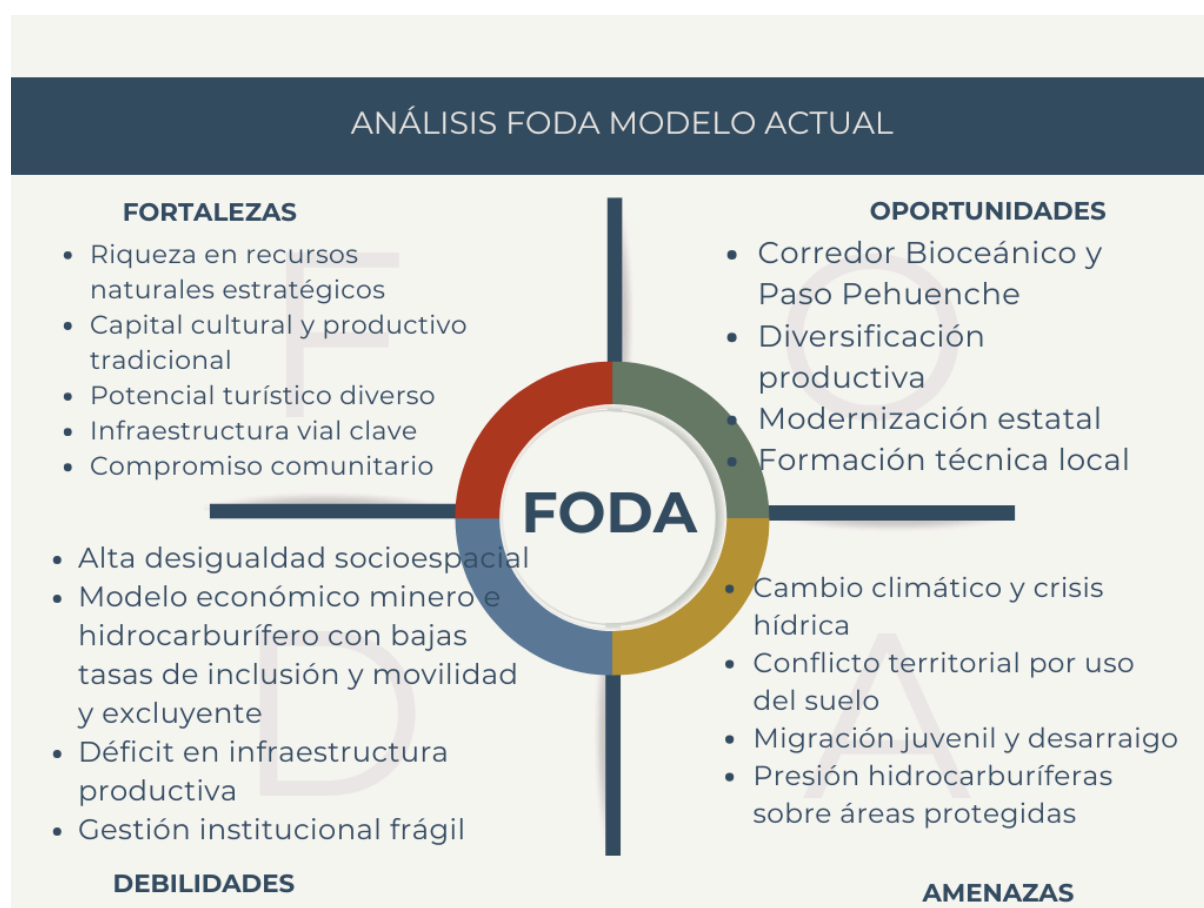 ANÁLISIS FODA MODELO ACTUAL
FORTALEZAS
F
• Riqueza en recursos
naturales estratégicos
• Capital cultural y productivo
tradicional
• Potencial turístico diverso
• Infraestructura vial clave
• Compromiso comunitario
OPORTUNIDADES
O
• Corredor Bioceánico y
Paso Pehuenche
• Diversificación
productiva
• Modernización estatal
• Formación técnica local
FODA
• Alta desigualdad socioespacial
• Modelo económico minero e
hidrocarburífero con bajas
tasas de inclusión y movilidad
y excluyente
• Déficit en infraestructura
productiva
• Gestión institucional frágil
D
DEBILIDADES
• Cambio climático y crisis
hídrica
• Conflicto territorial por uso
del suelo
• Migración juvenil y desarraigo
• Presión hidrocarburíferas
sobre áreas protegidas
A
AMENAZAS